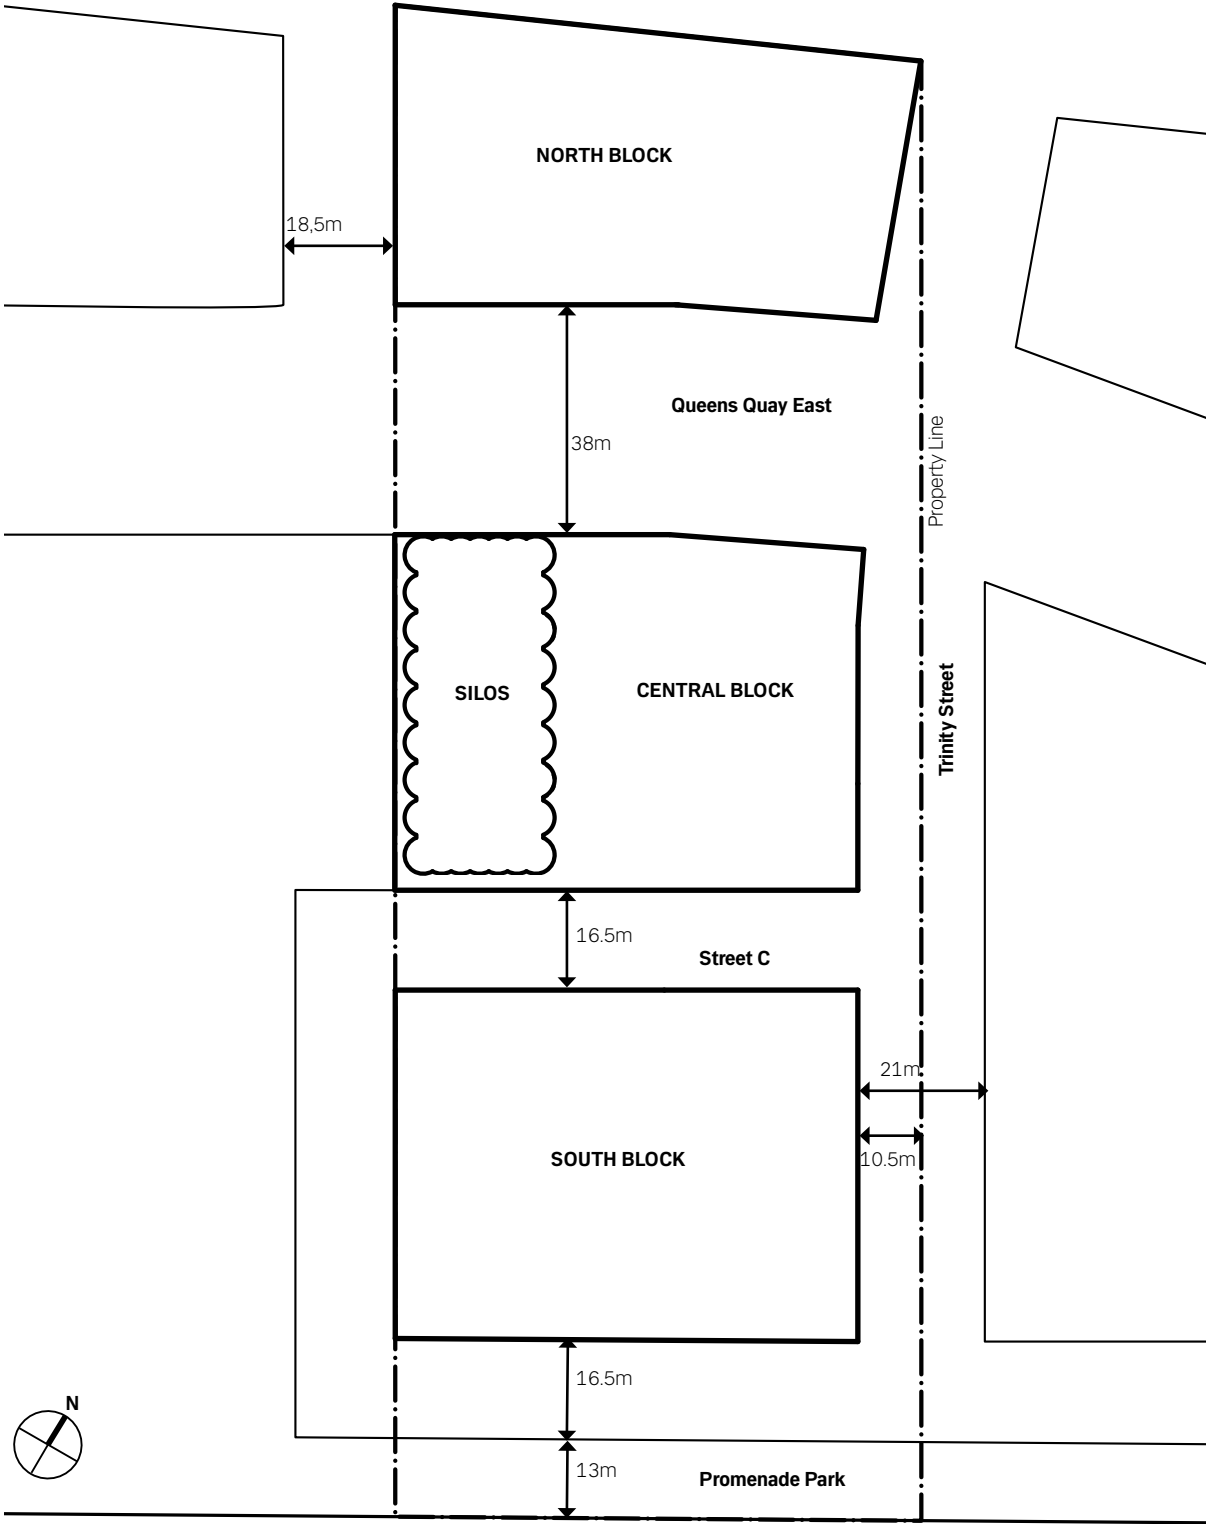 NORTH BLOCK
18,5m
Queens Quay East
38m
Property Line
SILOS
CENTRAL BLOCK
Trinity Street
16.5m
Street C
21m
10.5m
SOUTH BLOCK
16.5m
N
13m
Promenade Park